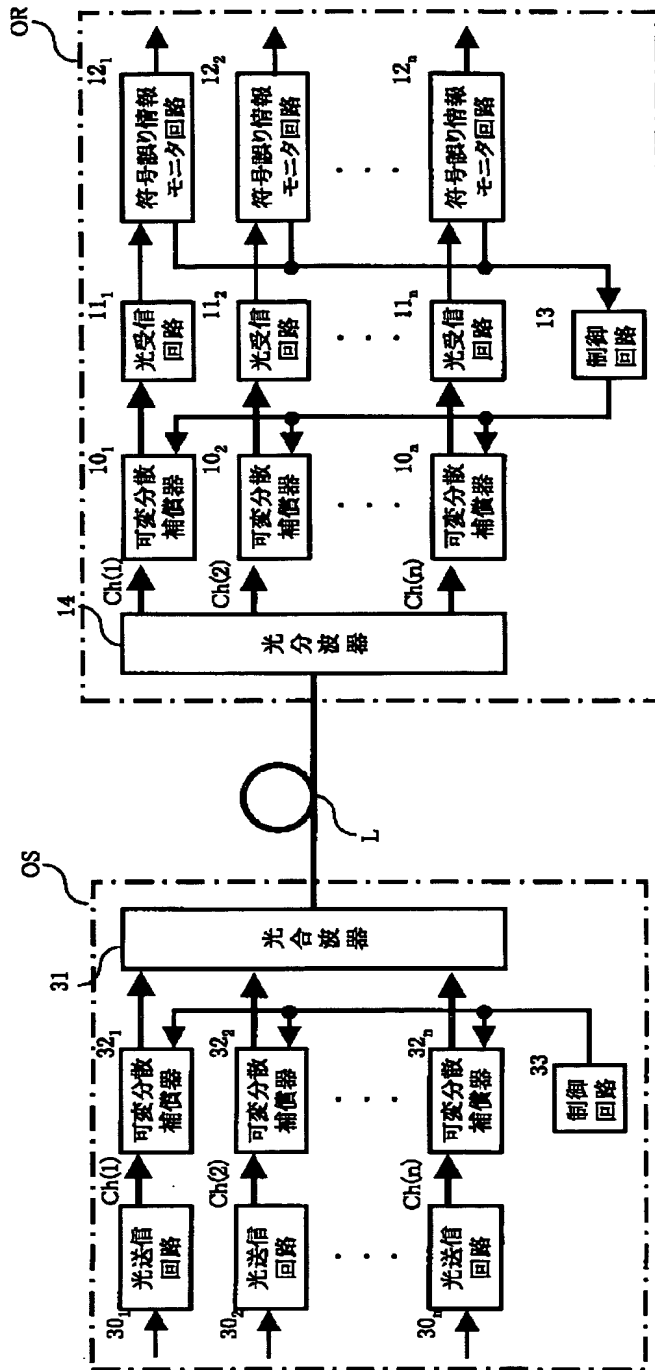 OS
30₁
光送信
回路
Ch(1)
32₁
可変分散
補償器
30₂
光送信
回路
Ch(2)
32₂
可変分散
補償器
・・・
・・・
30ₙ
光送信
回路
Ch(n)
32ₙ
可変分散
補償器
33
制御
回路
31
光合波器
L
OR
14
光分波器
Ch(1)
10₁
可変分散
補償器
11₁
光受信
回路
12₁
符号誤り情報
モニタ回路
Ch(2)
10₂
可変分散
補償器
11₂
光受信
回路
12₂
符号誤り情報
モニタ回路
・・・
・・・
・・・
Ch(n)
10ₙ
可変分散
補償器
11ₙ
光受信
回路
12ₙ
符号誤り情報
モニタ回路
13
制御
回路